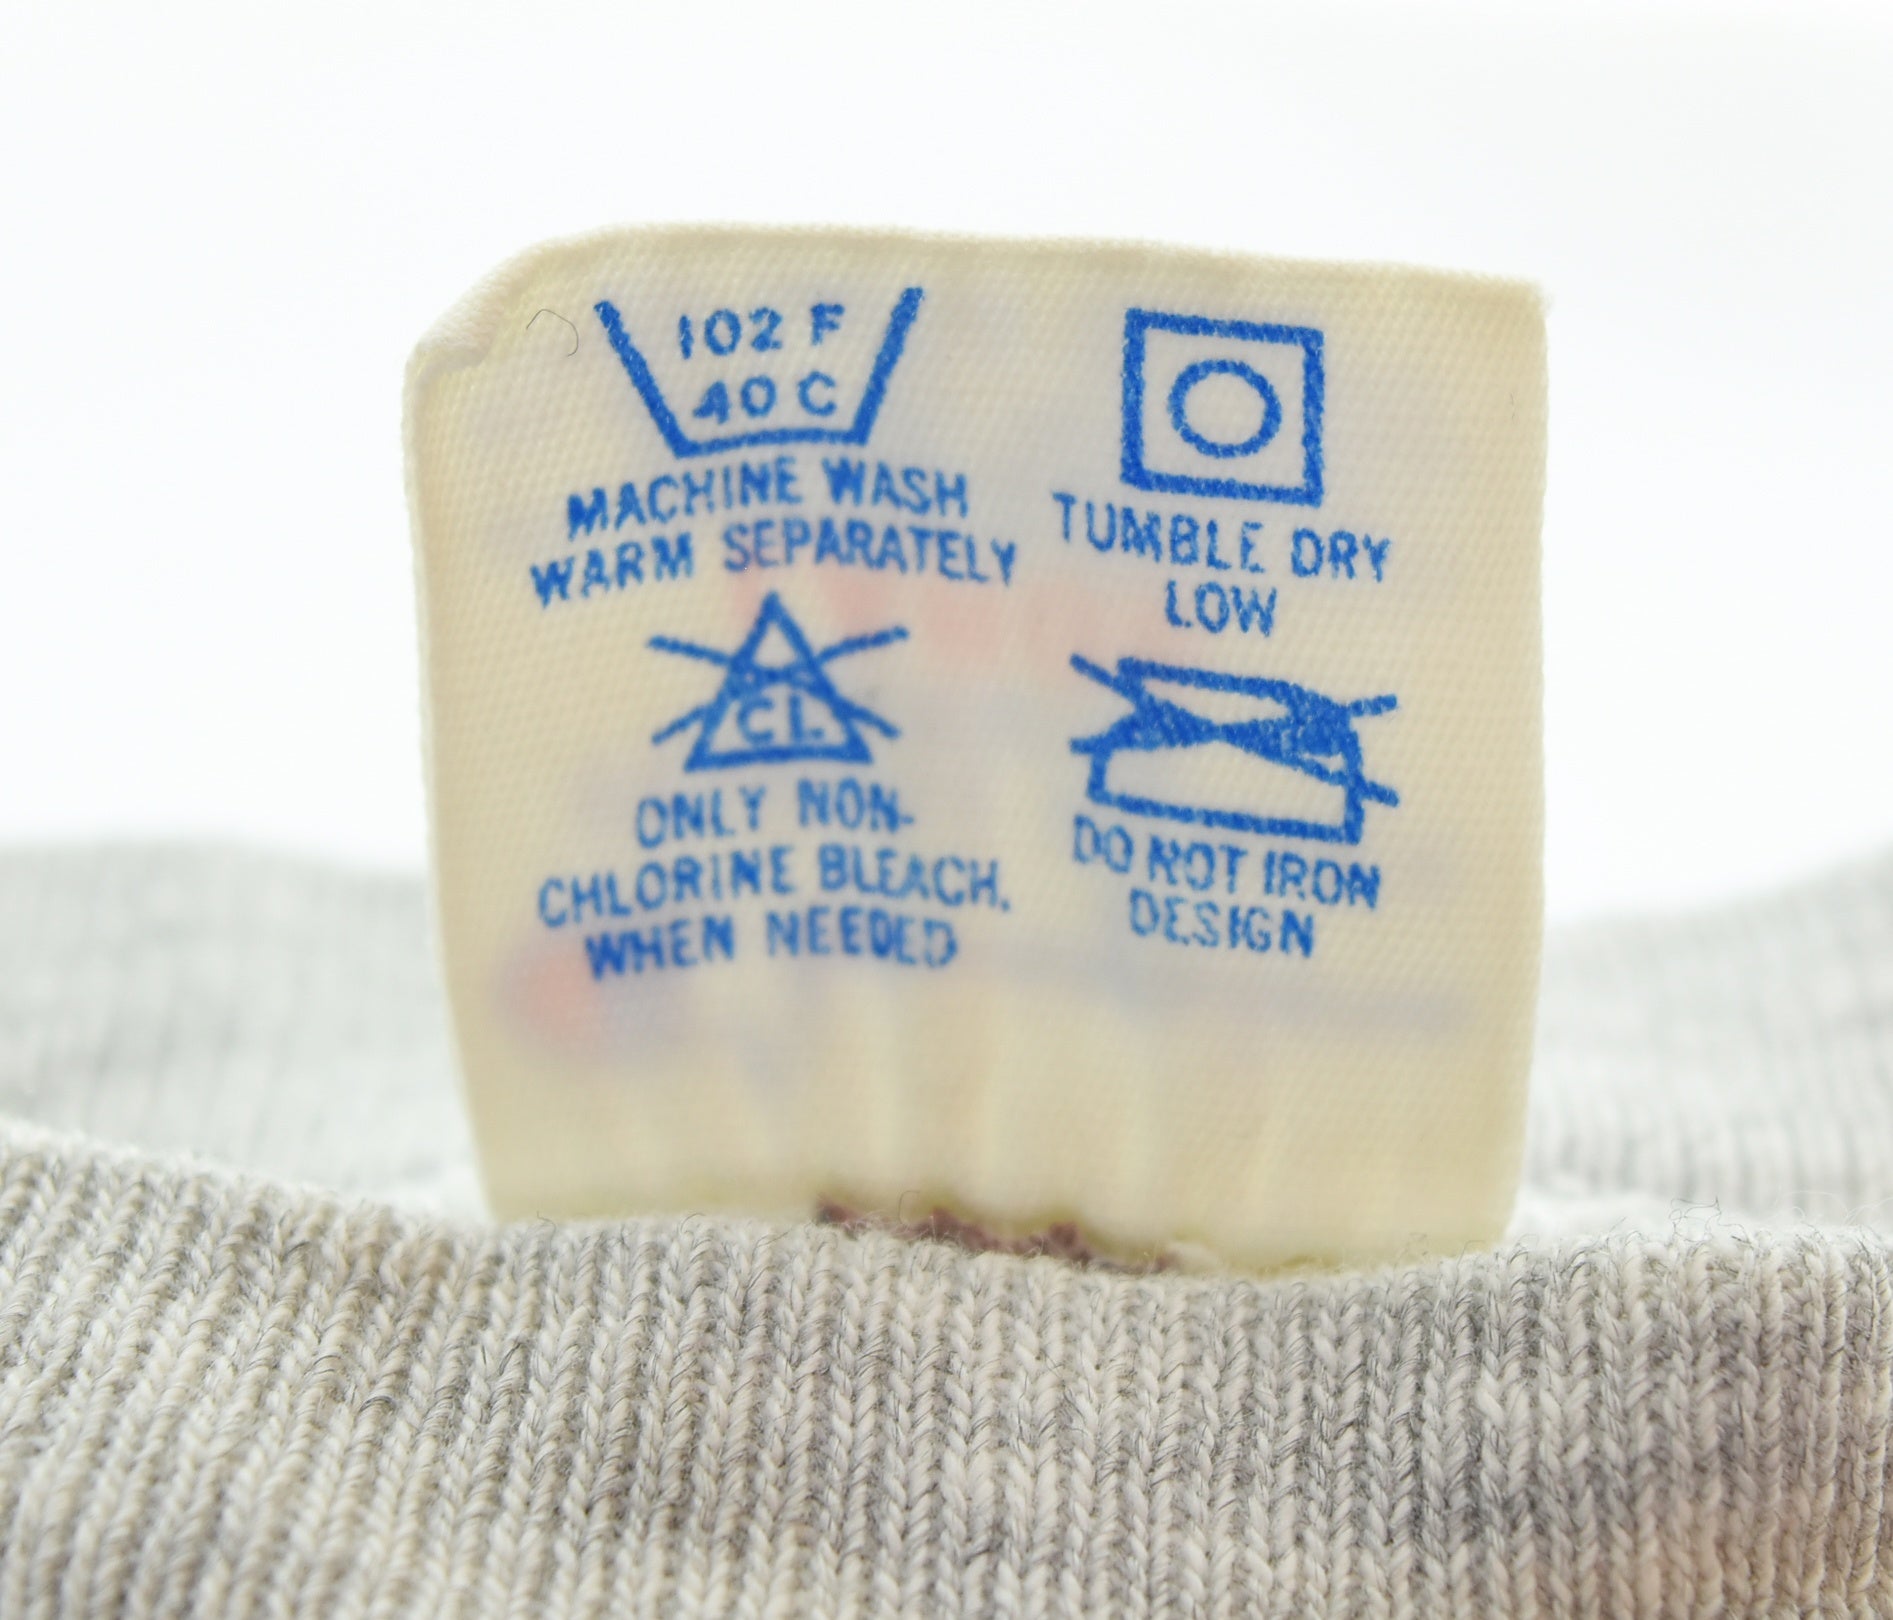 102 F
40 C
MACHINE WASH
WARM SEPARATELY
TUMBLE DRY
LOW
CL
ONLY NON-
CHLORINE BLEACH.
WHEN NEEDED
DO NOT IRON
DESIGN